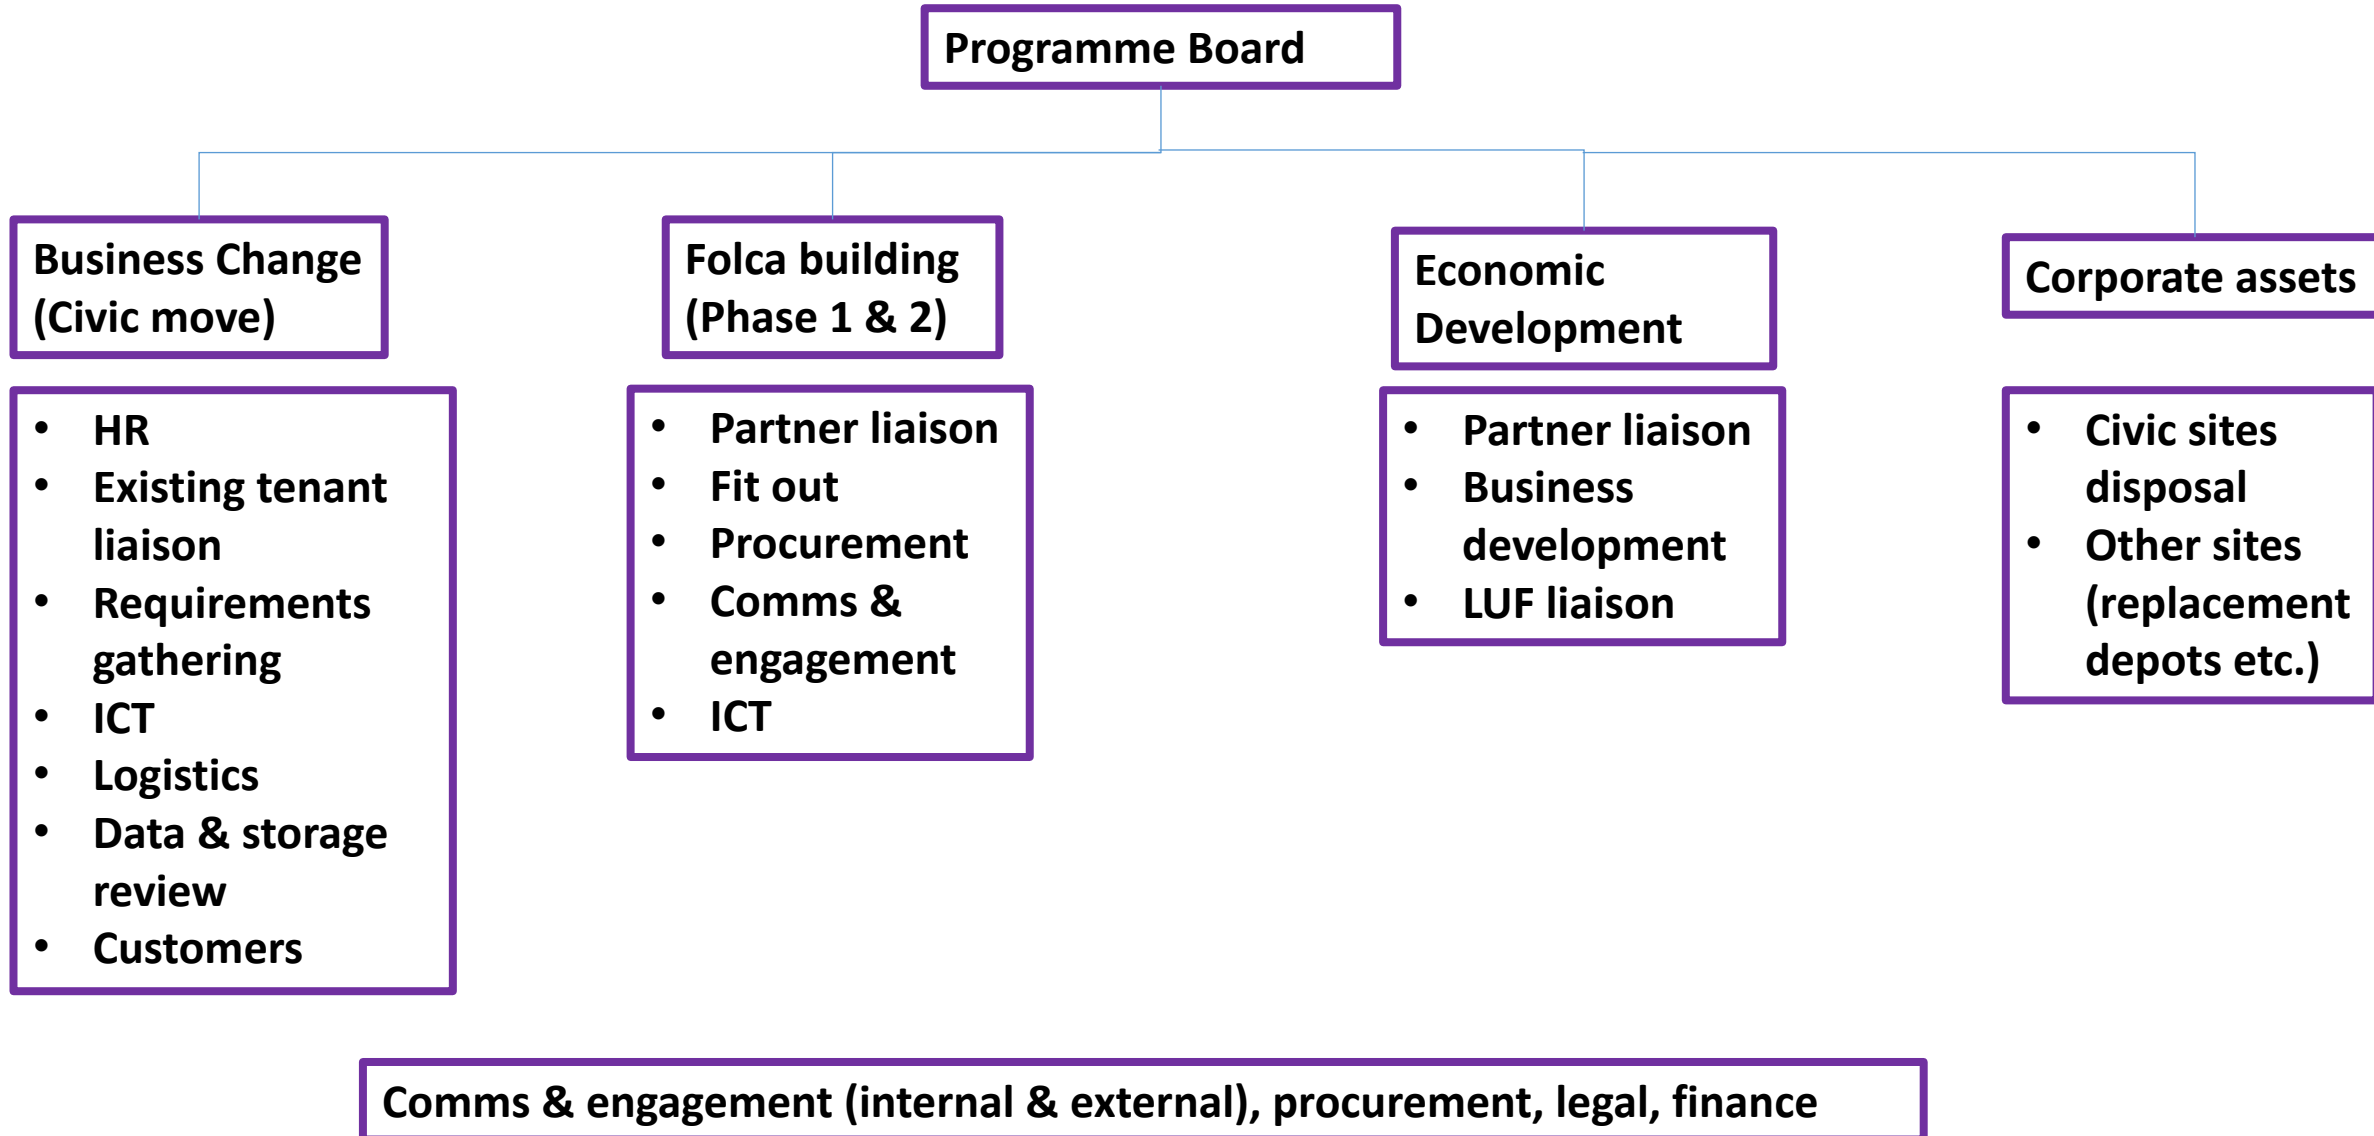 Programme Board
Business Change
(Civic move)
• HR
• Existing tenant
liaison
• Requirements
gathering
• ICT
• Logistics
• Data & storage
review
• Customers
Folca building
(Phase 1 & 2)
• Partner liaison
• Fit out
• Procurement
• Comms &
engagement
• ICT
Economic
Development
• Partner liaison
• Business
development
• LUF liaison
Corporate assets
• Civic sites
disposal
• Other sites
(replacement
depots etc.)
Comms & engagement (internal & external), procurement, legal, finance